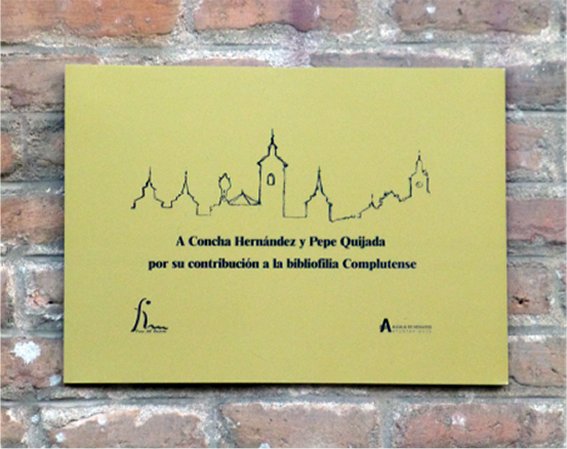 A Concha Hernández y Pepe Quijada
por su contribución a la bibliofilia Complutense